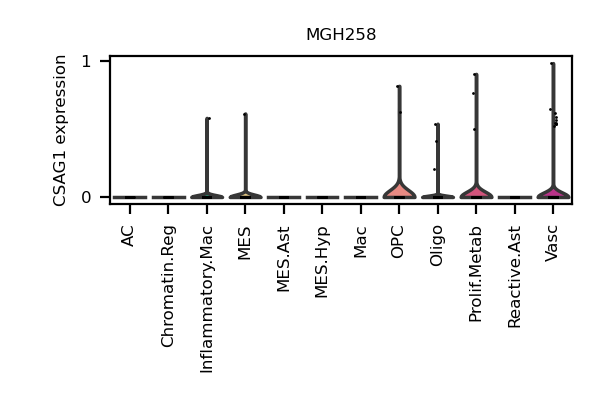 MGH258
CSAG1 expression
1
0
AC
Chromatin.Reg
Inflammatory.Mac
MES
MES.Ast
MES.Hyp
Mac
OPC
Oligo
Prolif.Metab
Reactive.Ast
Vasc